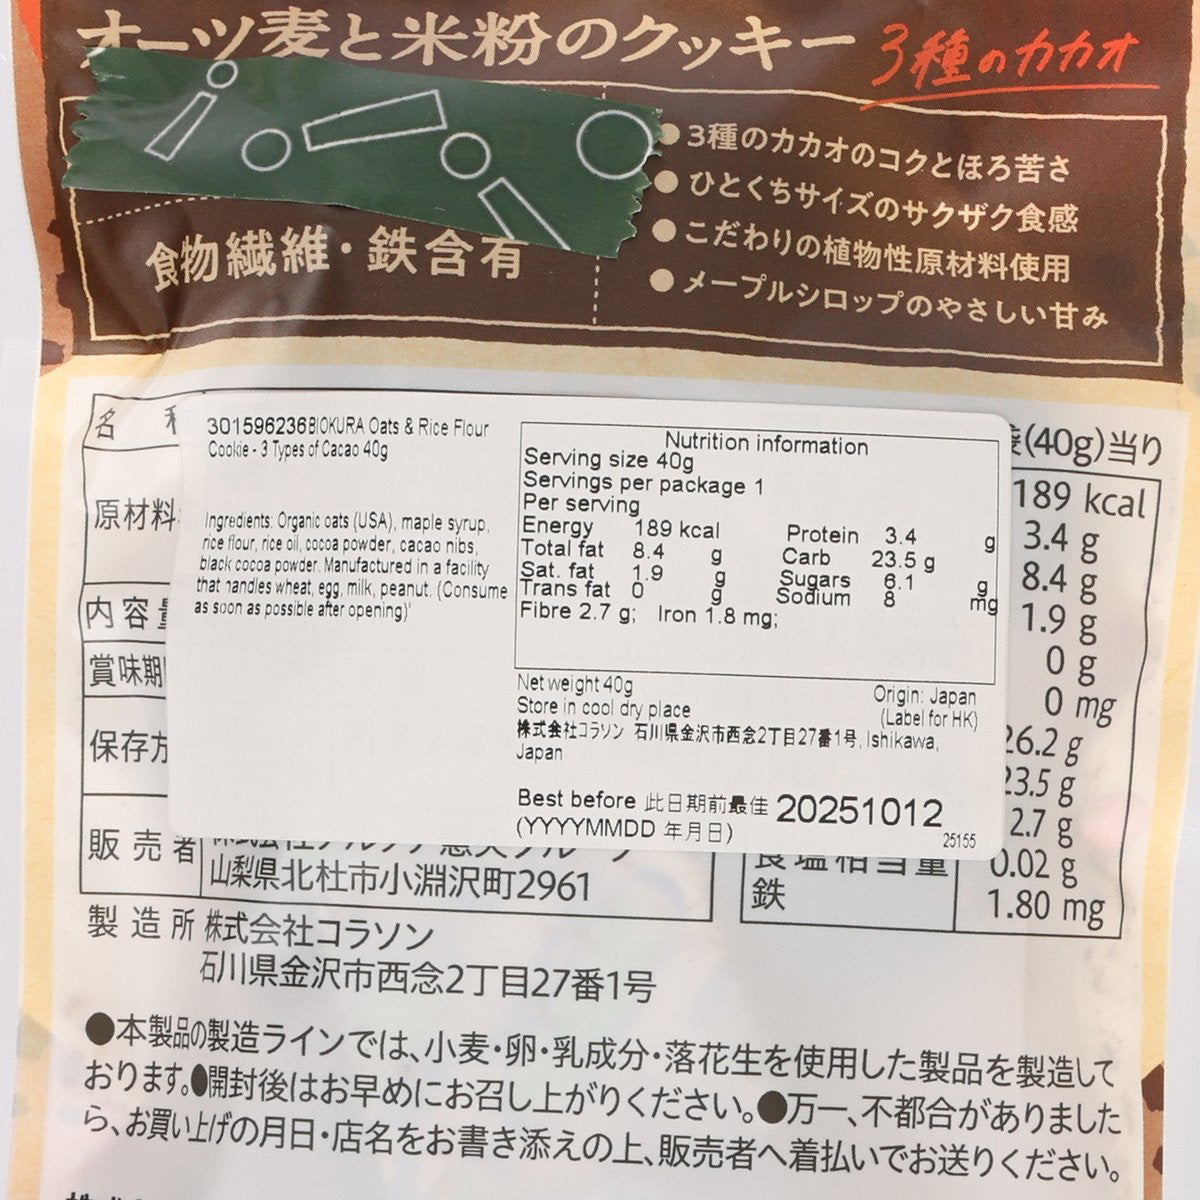 オーツ麦と米粉のクッキー 3種のカカオ
●3種のカカオのコクとほろ苦さ
●ひとくちサイズのサクザク食感
●こだわりの植物性原材料使用
●メープルシロップのやさしい甘み
食物繊維・鉄含有
名
原材料
内容
賞味期
保存方
販売者
301596236BIOKURA Oats & Rice Flour
Cookie - 3 Types of Cacao 40g
Ingredients: Organic oats (USA), maple syrup,
rice flour, rice oil, cocoa powder, cacao nibs,
black cocoa powder. Manufactured in a facility
that handles wheat, egg, milk, peanut. (Consume
as soon as possible after opening)'
Nutrition information
Serving size 40g
Servings per package 1
Per serving
Energy 189 kcal Protein 3.4 g
Total fat 8.4 g Carb 23.5 g
Sat. fat 1.9 g Sugars 6.1 g
Trans fat 0 g Sodium 8 mg
Fibre 2.7 g; Iron 1.8 mg;
Net weight 40g Origin: Japan
Store in cool dry place (Label for HK)
株式会社コラソン 石川県金沢市西念2丁目27番1号, Ishikawa,
Japan
Best before 此日期前最佳 20251012
(YYYYMMDD 年月日) 25155
(40g)当り
189 kcal
3.4 g
8.4 g
1.9 g
0 g
0 mg
26.2 g
23.5 g
2.7 g
食塩相当量 0.02 g
鉄 1.80 mg
山梨県北杜市小淵沢町2961
製造所 株式会社コラソン
石川県金沢市西念2丁目27番1号
●本製品の製造ラインでは、小麦・卵・乳成分・落花生を使用した製品を製造して
おります。●開封後はお早めにお召し上がりください。●万一、不都合がありました
ら、お買い上げの月日・店名をお書き添えの上、販売者へ着払いでお送りください。